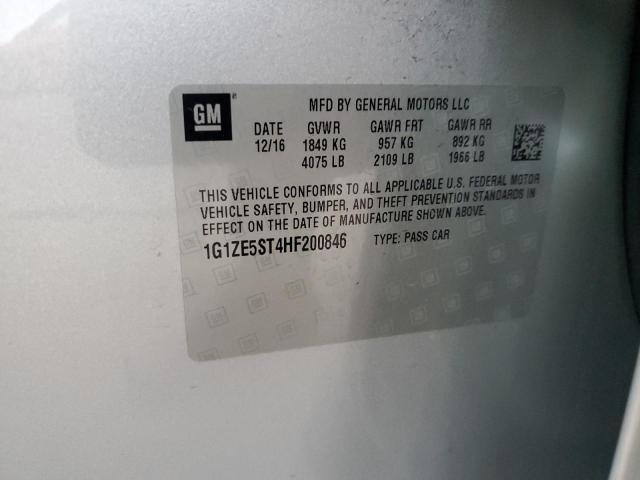 GM
MFD BY GENERAL MOTORS LLC
DATE GVWR GAWR FRT GAWR RR
12/16 1849 KG 957 KG 892 KG
4075 LB 2109 LB 1966 LB
THIS VEHICLE CONFORMS TO ALL APPLICABLE U.S. FEDERAL MOTOR
VEHICLE SAFETY, BUMPER, AND THEFT PREVENTION STANDARDS IN
EFFECT ON THE DATE OF MANUFACTURE SHOWN ABOVE.
1G1ZE5ST4HF200846 TYPE: PASS CAR